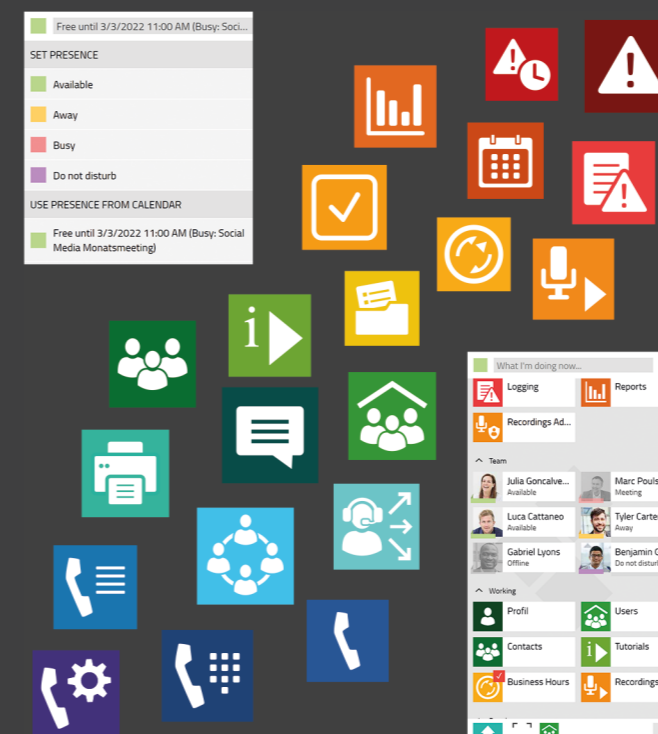 Free until 3/3/2022 11:00 AM (Busy: Soci...
SET PRESENCE
Available
Away
Busy
Do not disturb
USE PRESENCE FROM CALENDAR
Free until 3/3/2022 11:00 AM (Busy: Social
Media Monatsmeeting)
i
What I'm doing now...
Logging
Reports
Recordings Ad...
Team
Julia Goncalve...
Available
Marc Pouls
Meeting
Luca Cattaneo
Available
Tyler Carte
Away
Gabriel Lyons
Offline
Benjamin C
Do not disturb
Working
Profil
Users
Contacts
i
Tutorials
Business Hours
Recordings